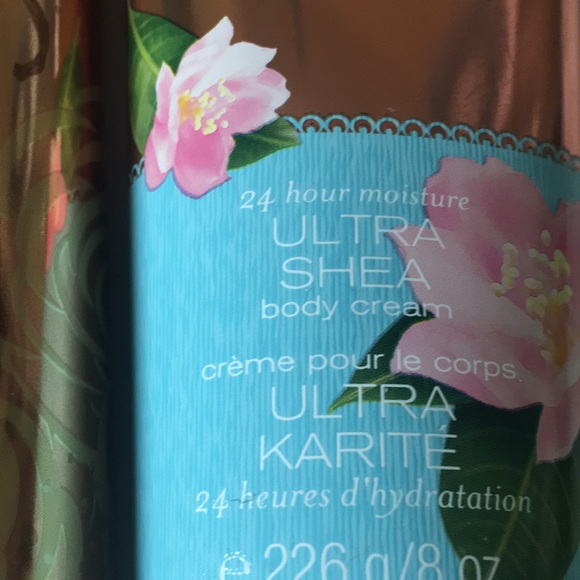 24 hour moisture
ULTRA
SHEA
body cream
crème pour le corps
ULTRA
KARITÉ
24 heures d'hydratation
e 226 g/8 oz